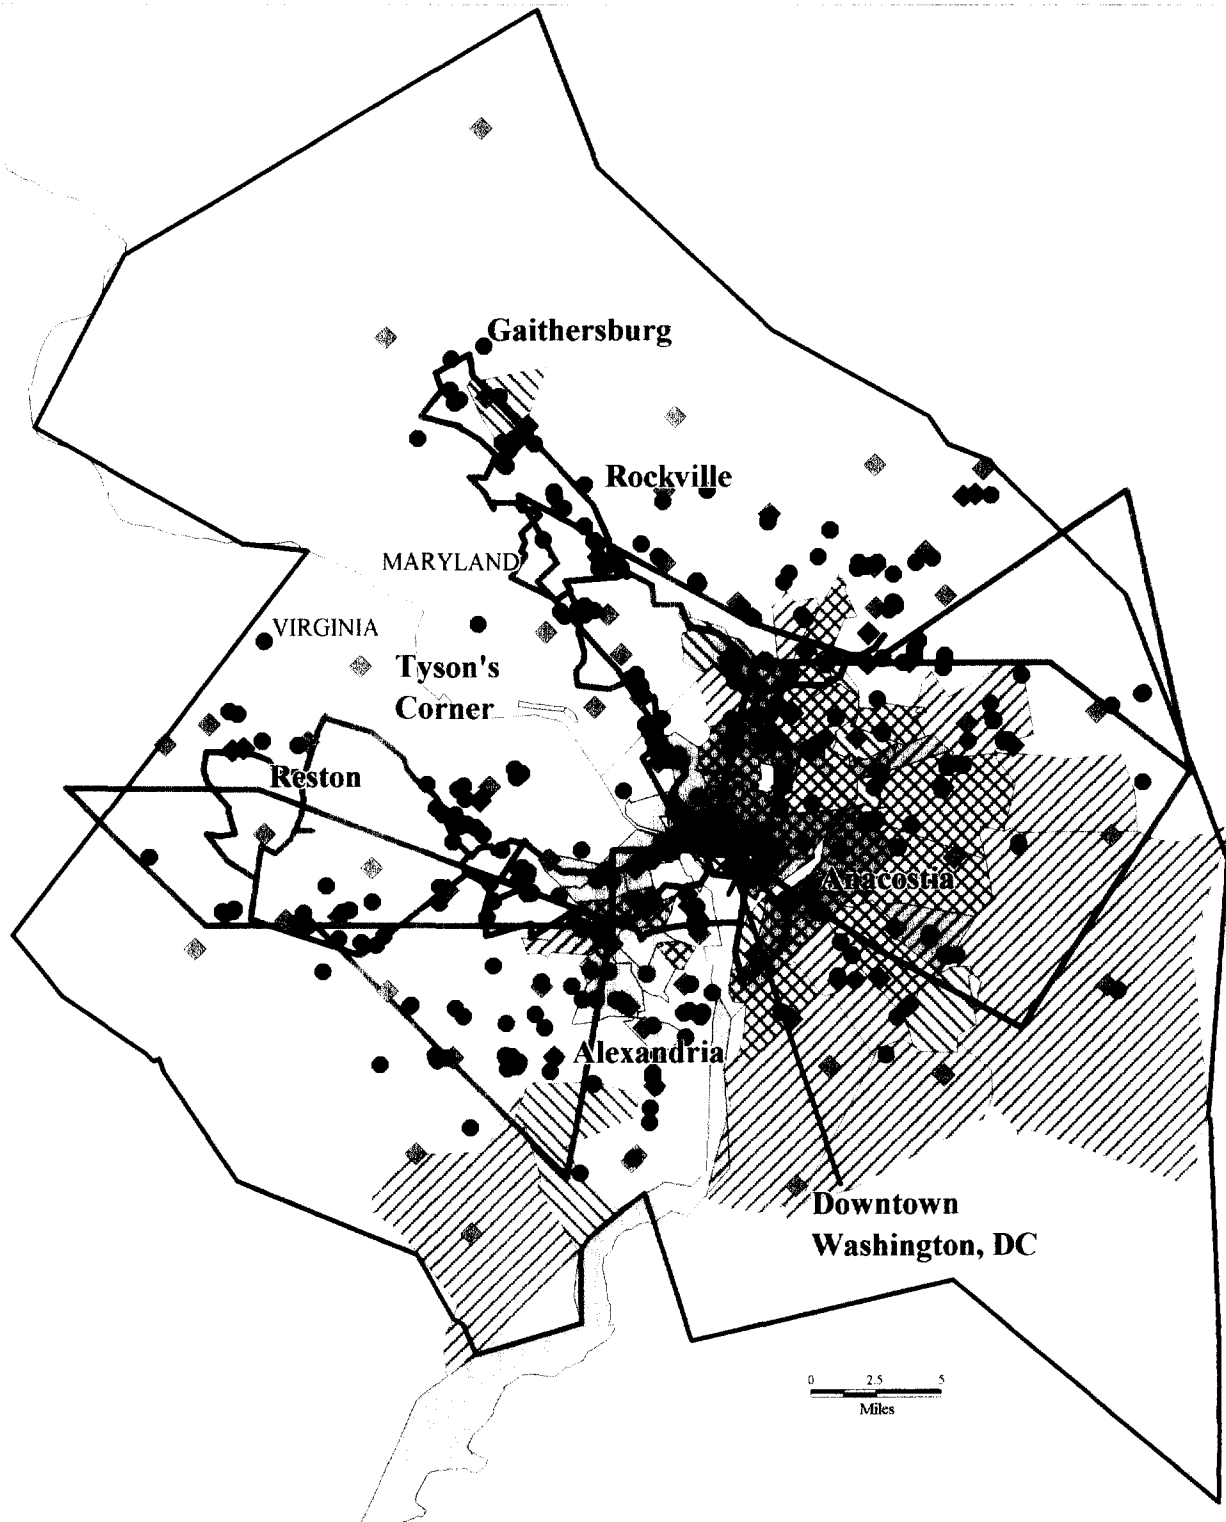 Gaithersburg
Rockville
MARYLAND
VIRGINIA
Tyson's
Corner
Reston
Anacostia
Alexandria
Downtown
Washington, DC
0 2.5 5
Miles